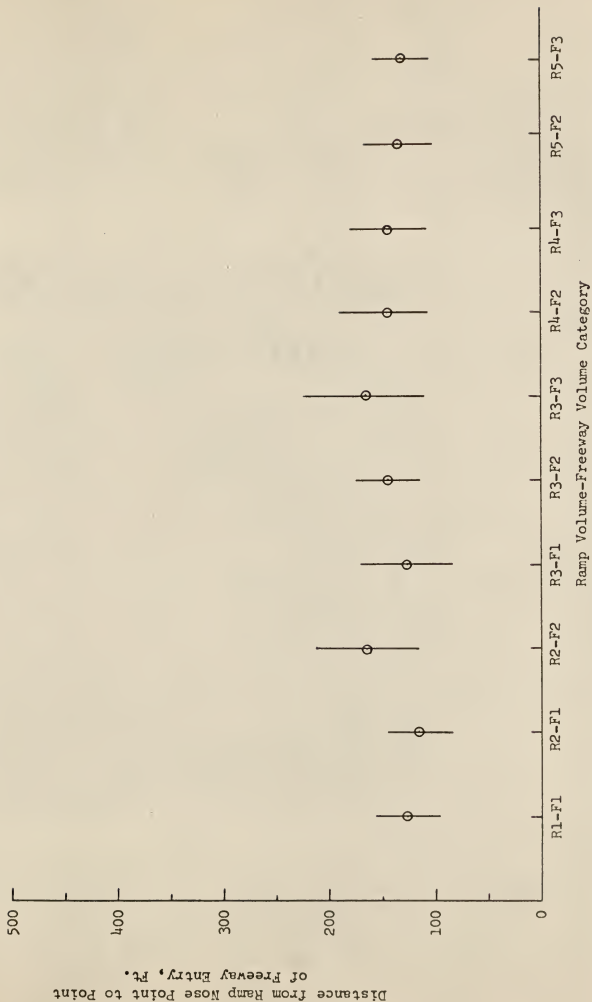 Distance from Ramp Nose Point to Point
of Freeway Entry, Ft.
500
400
300
200
100
0
R1-F1
R2-F1
R2-F2
R3-F1
R3-F2
R3-F3
R4-F2
R4-F3
R5-F2
R5-F3
Ramp Volume-Freeway Volume Category